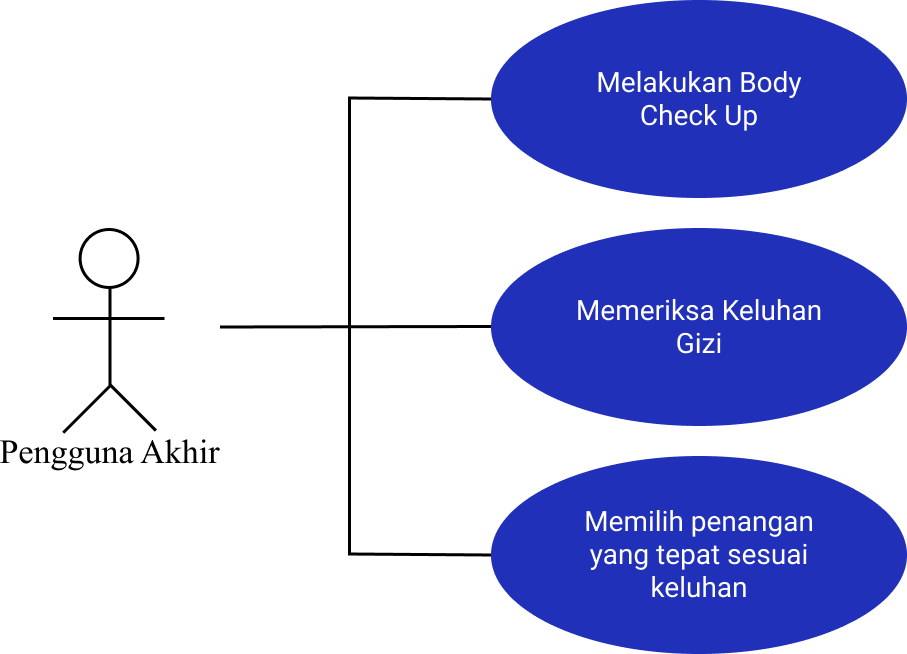 Melakukan Body
Check Up
Memeriksa Keluhan
Gizi
Pengguna Akhir
Memilih penangan
yang tepat sesuai
keluhan